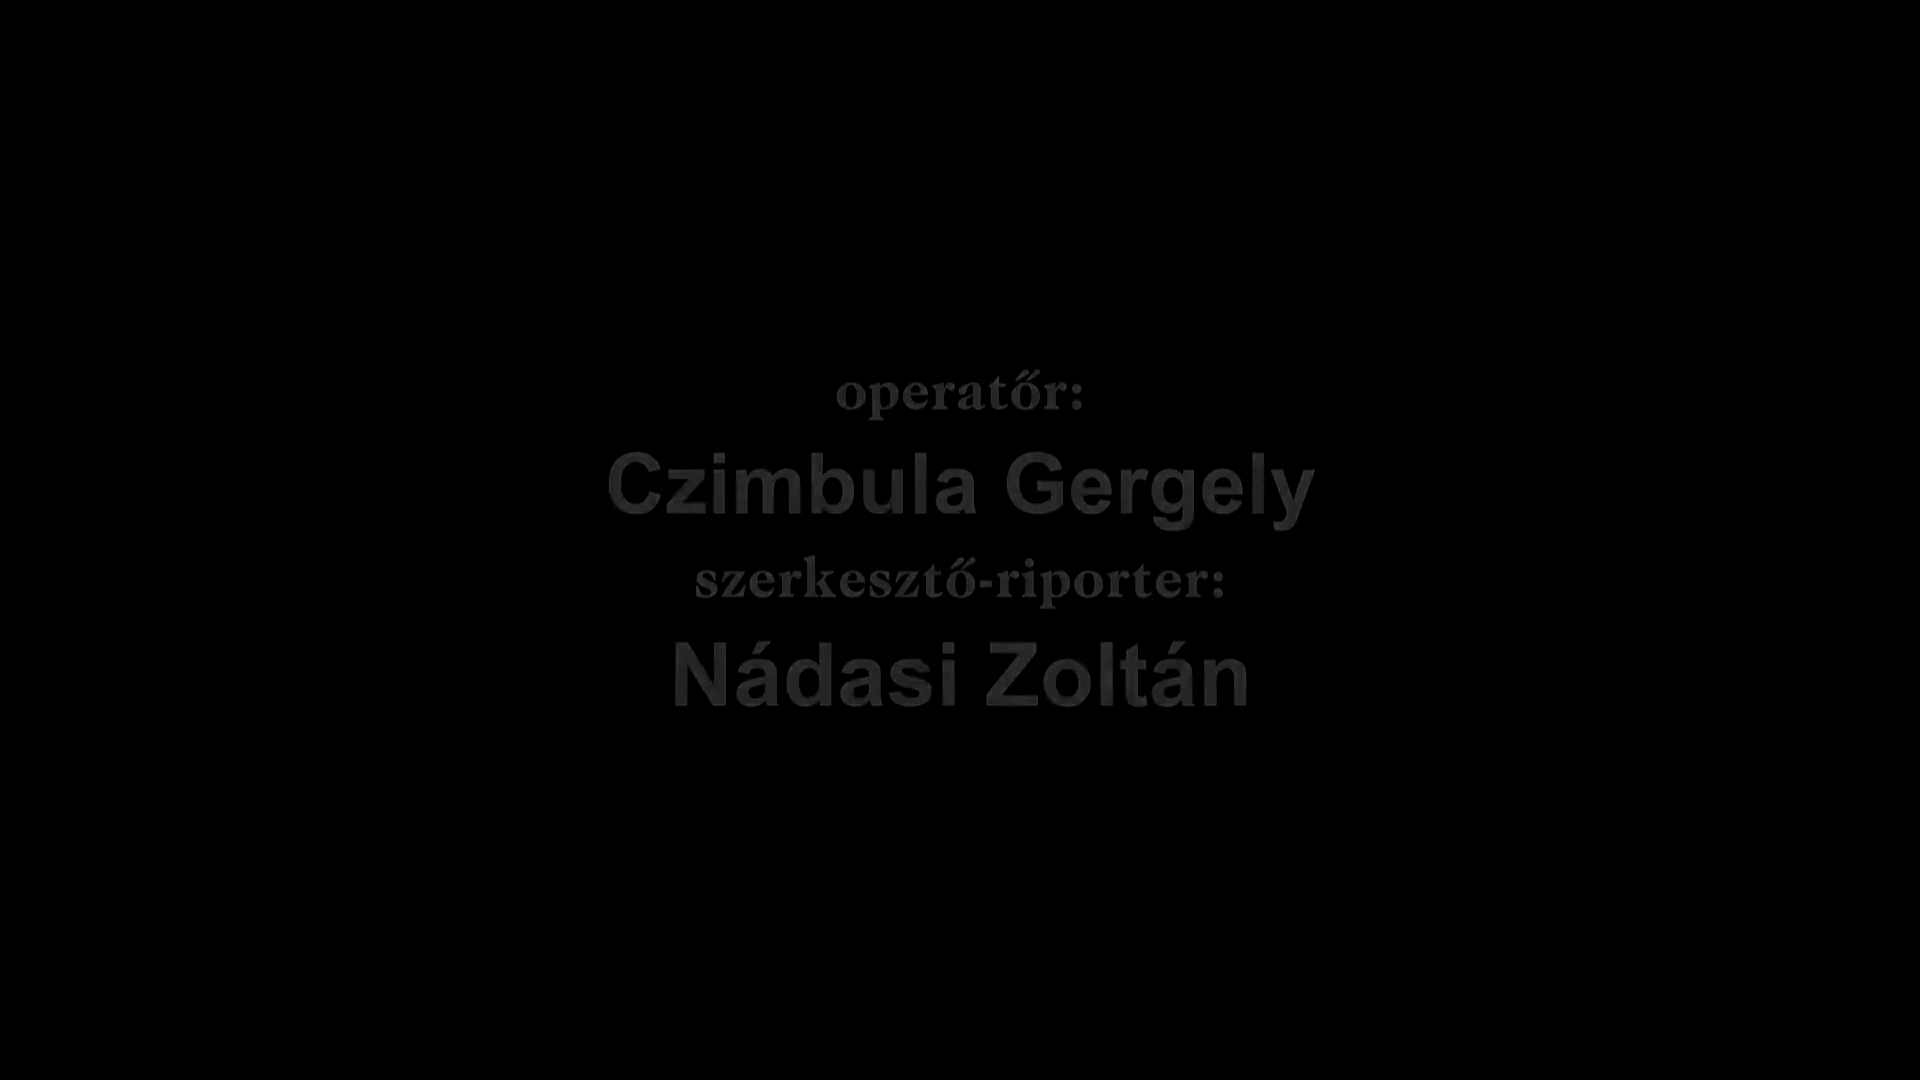 operatőr:
Czimbula Gergely
szerkesztő-riporter:
Nádasi Zoltán